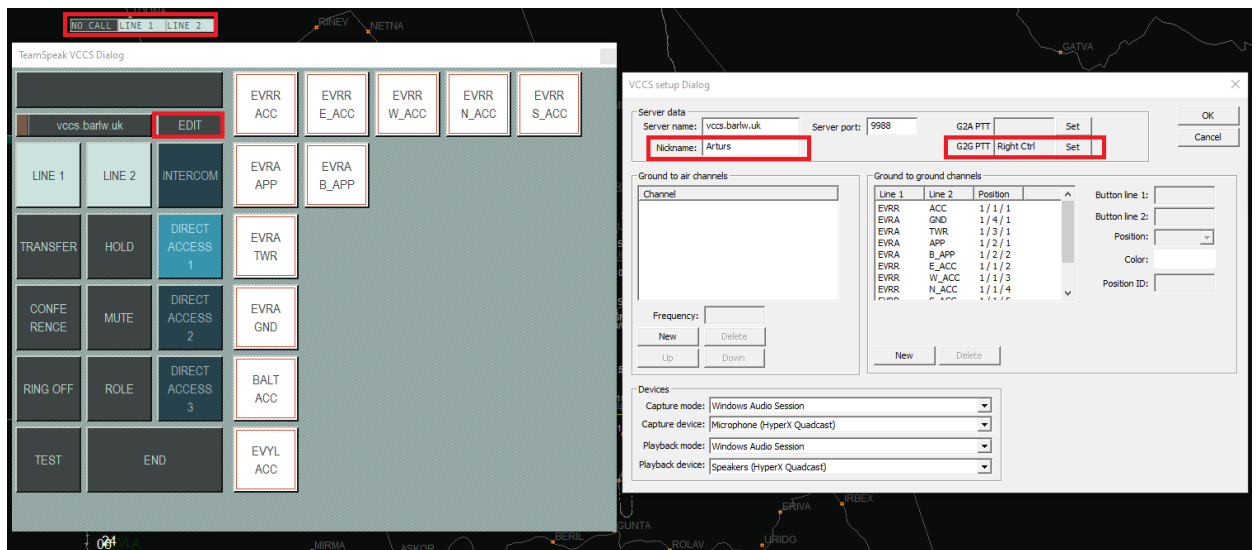 RINEV
NETNA
GATVA
NO CALL LINE 1 LINE 2
TeamSpeak VCCS Dialog
vccs.barlw.uk EDIT
LINE 1 LINE 2 INTERCOM
TRANSFER HOLD DIRECT ACCESS 1
CONFE RENCE MUTE DIRECT ACCESS 2
RING OFF ROLE DIRECT ACCESS 3
TEST END
EVRR ACC EVRR E_ACC EVRR W_ACC EVRR N_ACC EVRR S_ACC
EVRA APP EVRA B_APP
EVRA TWR
EVRA GND
BALT ACC
EVYL ACC
VCCS setup Dialog
Server data
Server name: vccs.barlw.uk Server port: 9988 G2A PTT Set OK
Nickname: Arturs G2G PTT Right Ctrl Set Cancel
Ground to air channels
Channel
Frequency:
New Delete
Up Down
Ground to ground channels
Line 1 Line 2 Position
EVRR ACC 1 / 1 / 1
EVRA GND 1 / 4 / 1
EVRA TWR 1 / 3 / 1
EVRA APP 1 / 2 / 1
EVRA B_APP 1 / 2 / 2
EVRR E_ACC 1 / 1 / 2
EVRR W_ACC 1 / 1 / 3
EVRR N_ACC 1 / 1 / 4
EVRR S_ACC 1 / 1 / 5
New Delete
Button line 1:
Button line 2:
Position:
Color:
Position ID:
Devices
Capture mode: Windows Audio Session
Capture device: Microphone (HyperX Quadcast)
Playback mode: Windows Audio Session
Playback device: Speakers (HyperX Quadcast)
IRBEX
ERIVA
GUNTA
BERIL
URIDO
MIRMA
ASKOR
ROLAV